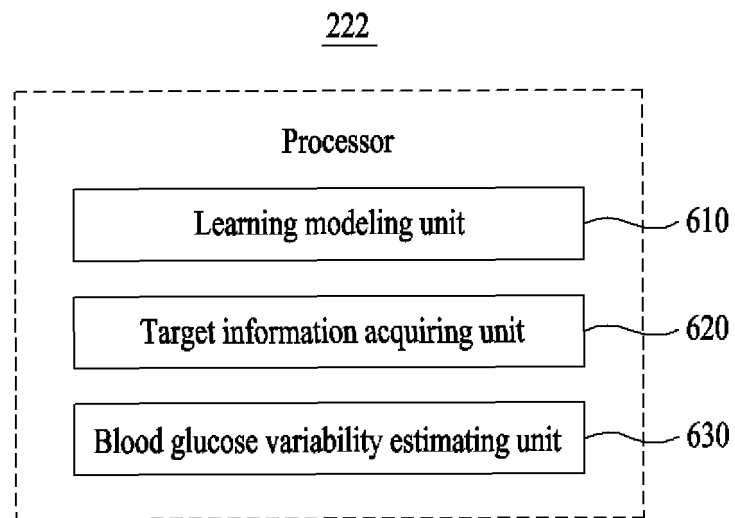 222
Processor
Learning modeling unit
610
Target information acquiring unit
620
Blood glucose variability estimating unit
630